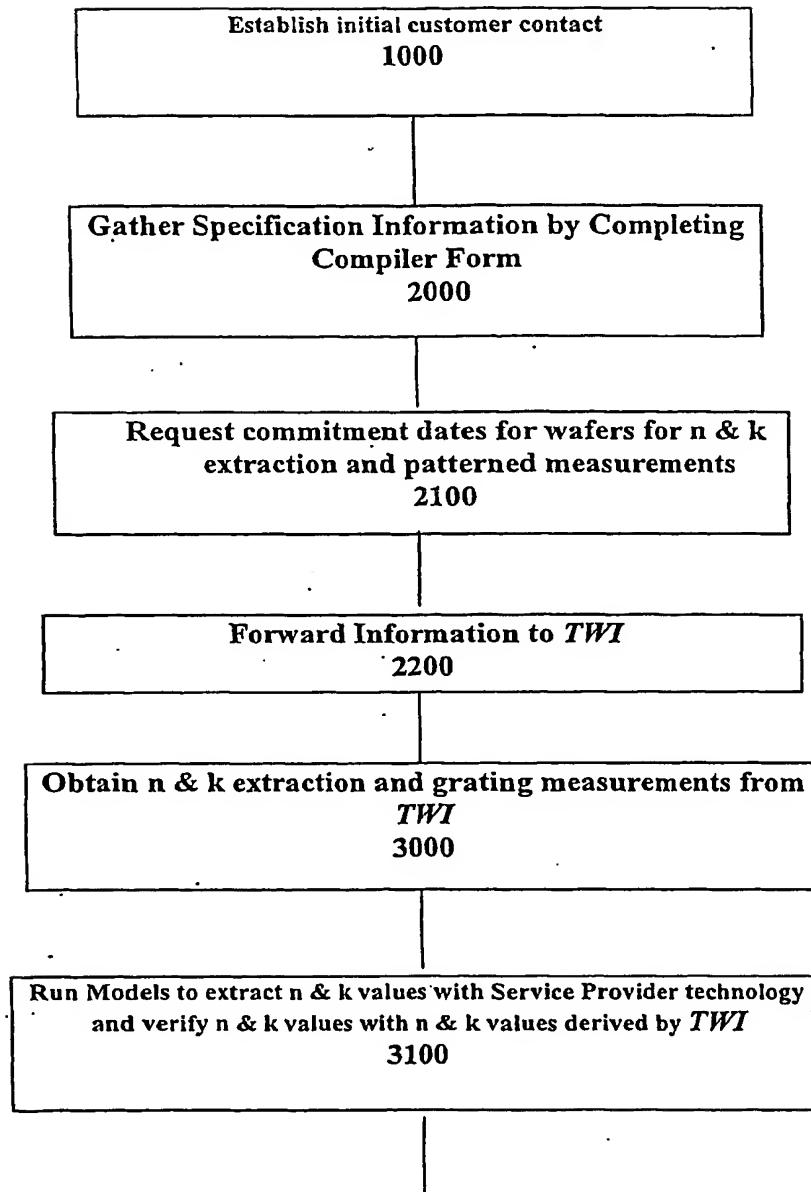 Establish initial customer contact
1000
Gather Specification Information by Completing
Compiler Form
2000
Request commitment dates for wafers for n & k
extraction and patterned measurements
2100
Forward Information to TWI
2200
Obtain n & k extraction and grating measurements from
TWI
3000
Run Models to extract n & k values with Service Provider technology
and verify n & k values with n & k values derived by TWI
3100